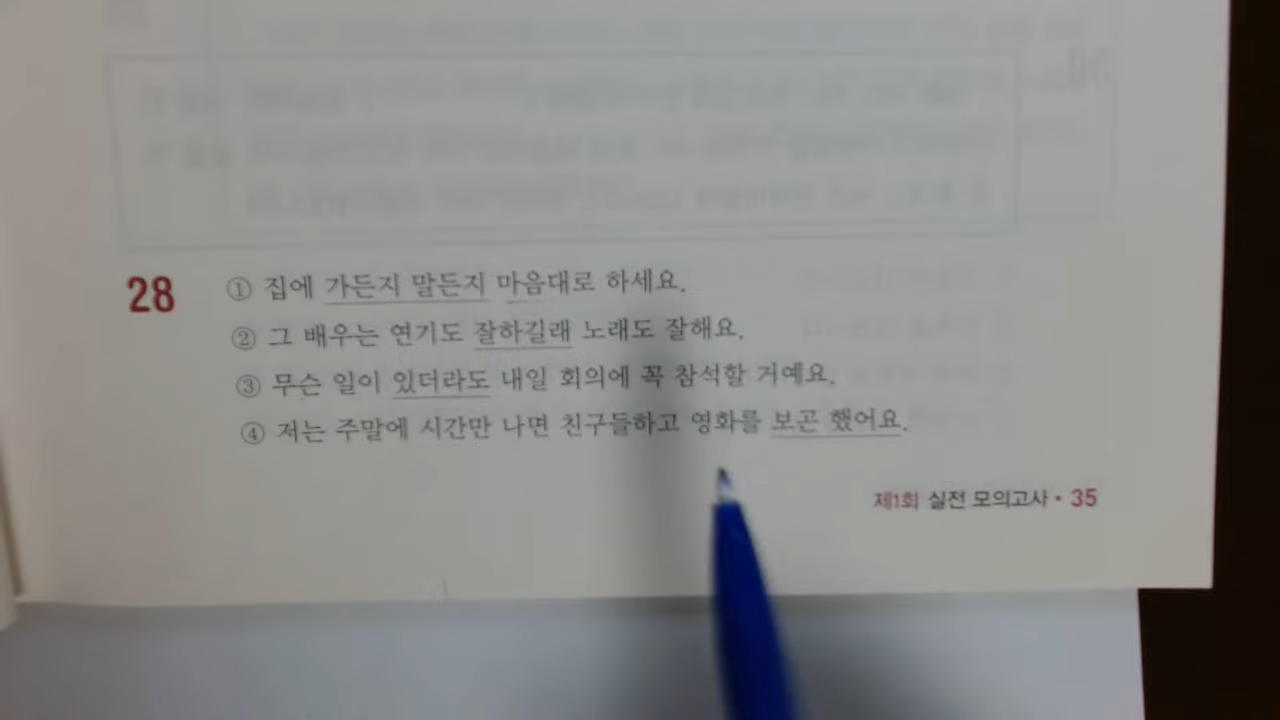 28
① 집에 가든지 말든지 마음대로 하세요.
② 그 배우는 연기도 잘하길래 노래도 잘해요.
③ 무슨 일이 있더라도 내일 회의에 꼭 참석할 거예요.
④ 저는 주말에 시간만 나면 친구들하고 영화를 보곤 했어요.
제1회 실전 모의고사 • 35